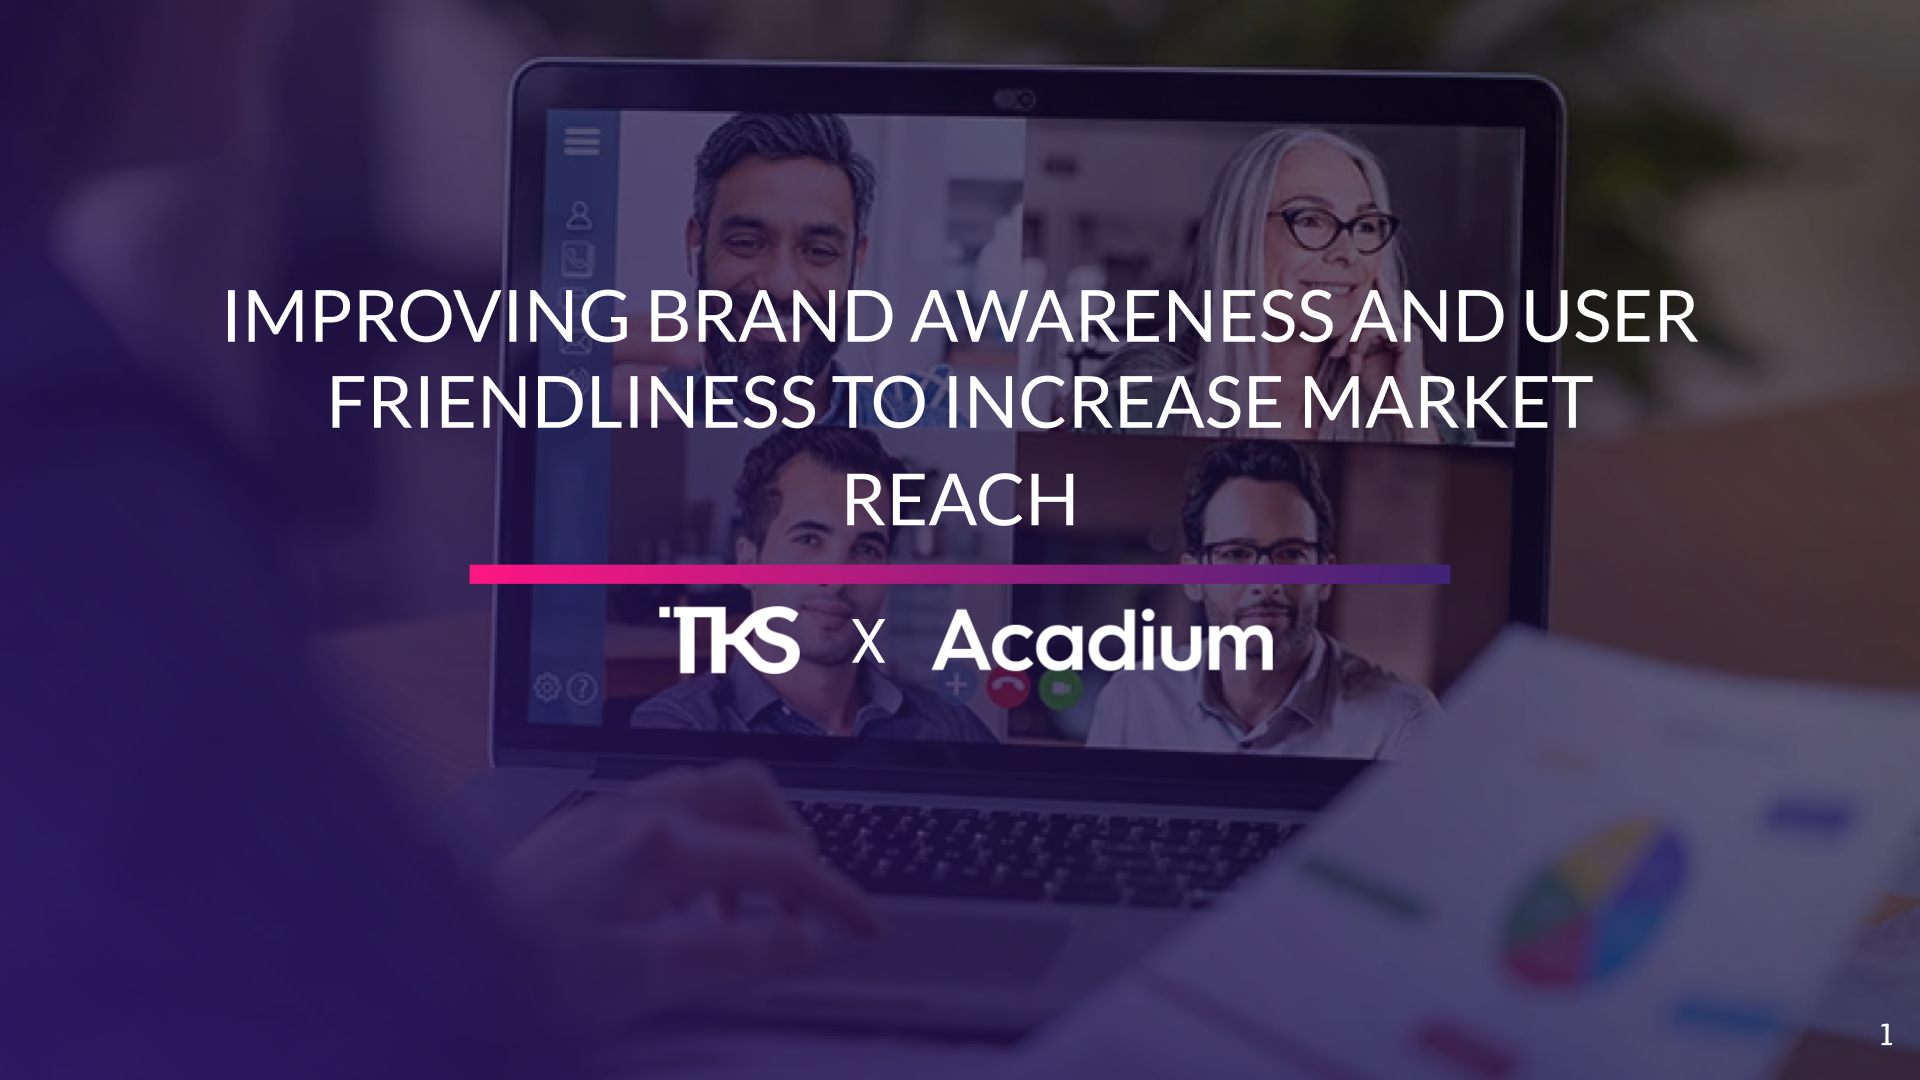 IMPROVING BRAND AWARENESS AND USER
FRIENDLINESS TO INCREASE MARKET
REACH
TKS X Acadium
1